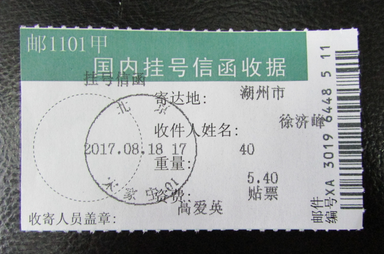 邮1101甲
国内挂号信函收据
挂号信函
寄达地: 湖州市
收件人姓名: 徐济
北京
2017.08.18 17
40
重量:
5.40
资费: 贴票
高爱英
收寄人员盖章:
邮件
编号XA 3019 6448 5 11